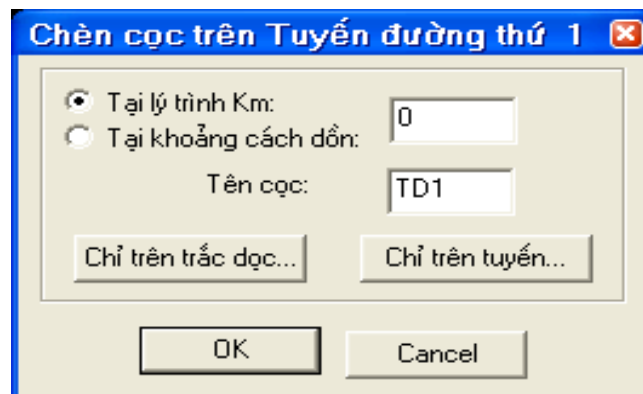 Chèn cọc trên Tuyến đường thứ 1
Tại lý trình Km:
0
Tại khoảng cách dồn:
Tên cọc:
TD1
Chỉ trên trắc dọc...
Chỉ trên tuyến...
OK
Cancel